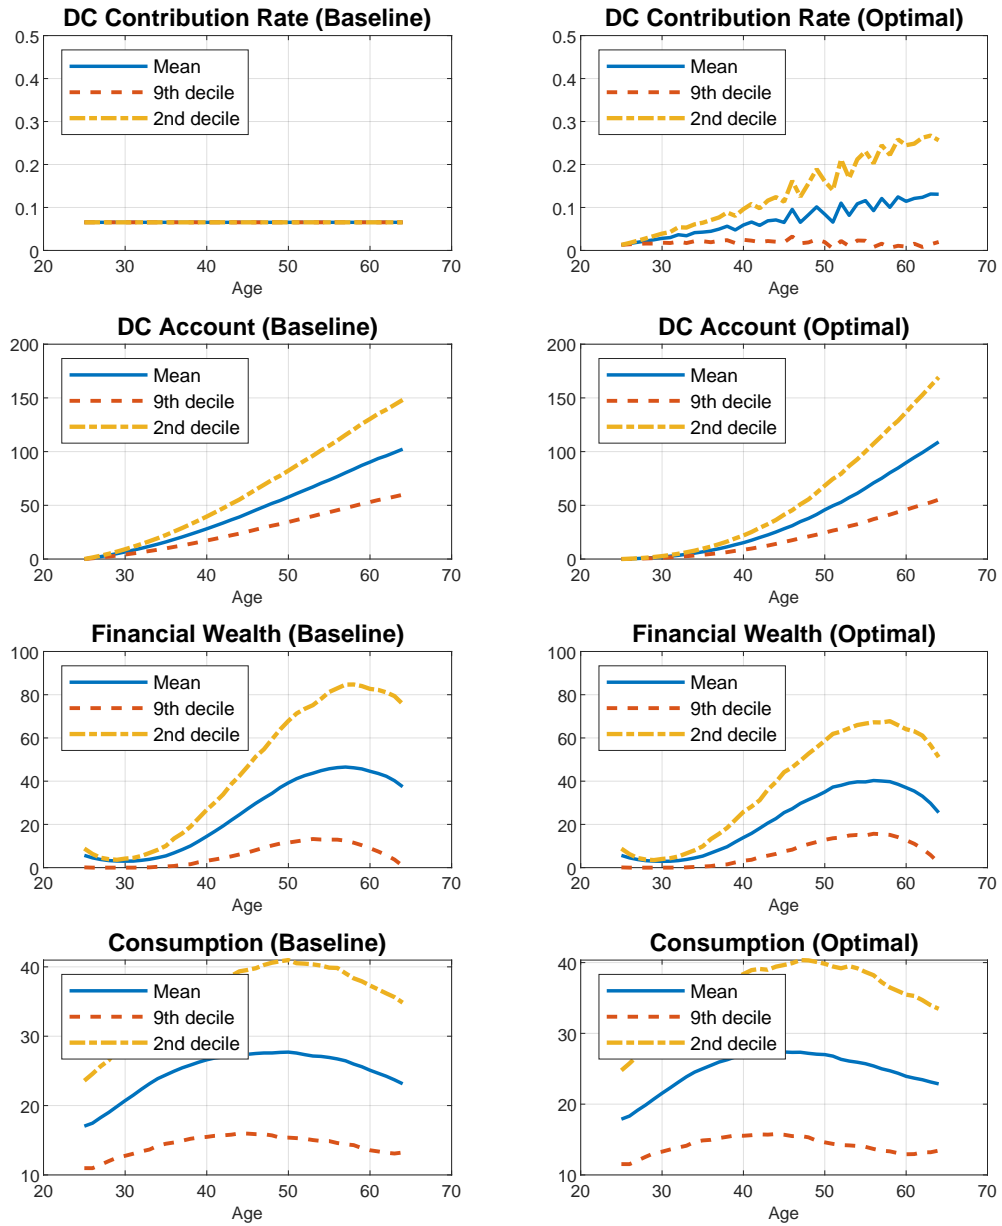 DC Contribution Rate (Baseline)
0.5
0.4
0.3
0.2
0.1
0
Mean
9th decile
2nd decile
20 30 40 50 60 70
Age
DC Contribution Rate (Optimal)
0.5
0.4
0.3
0.2
0.1
0
Mean
9th decile
2nd decile
20 30 40 50 60 70
Age
DC Account (Baseline)
200
150
100
50
0
Mean
9th decile
2nd decile
20 30 40 50 60 70
Age
DC Account (Optimal)
200
150
100
50
0
Mean
9th decile
2nd decile
20 30 40 50 60 70
Age
Financial Wealth (Baseline)
100
80
60
40
20
0
Mean
9th decile
2nd decile
20 30 40 50 60 70
Age
Financial Wealth (Optimal)
100
80
60
40
20
0
Mean
9th decile
2nd decile
20 30 40 50 60 70
Age
Consumption (Baseline)
40
30
20
10
Mean
9th decile
2nd decile
20 30 40 50 60 70
Age
Consumption (Optimal)
40
30
20
10
Mean
9th decile
2nd decile
20 30 40 50 60 70
Age